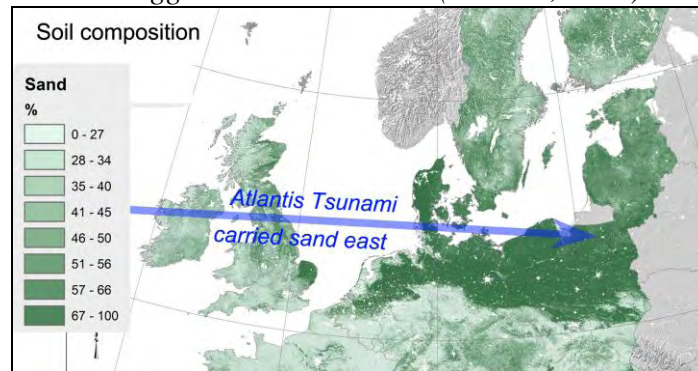 Soil composition
Sand
%
0 - 27
28 - 34
35 - 40
41 - 45
46 - 50
51 - 56
57 - 66
67 - 100
Atlantis Tsunami
carried sand east